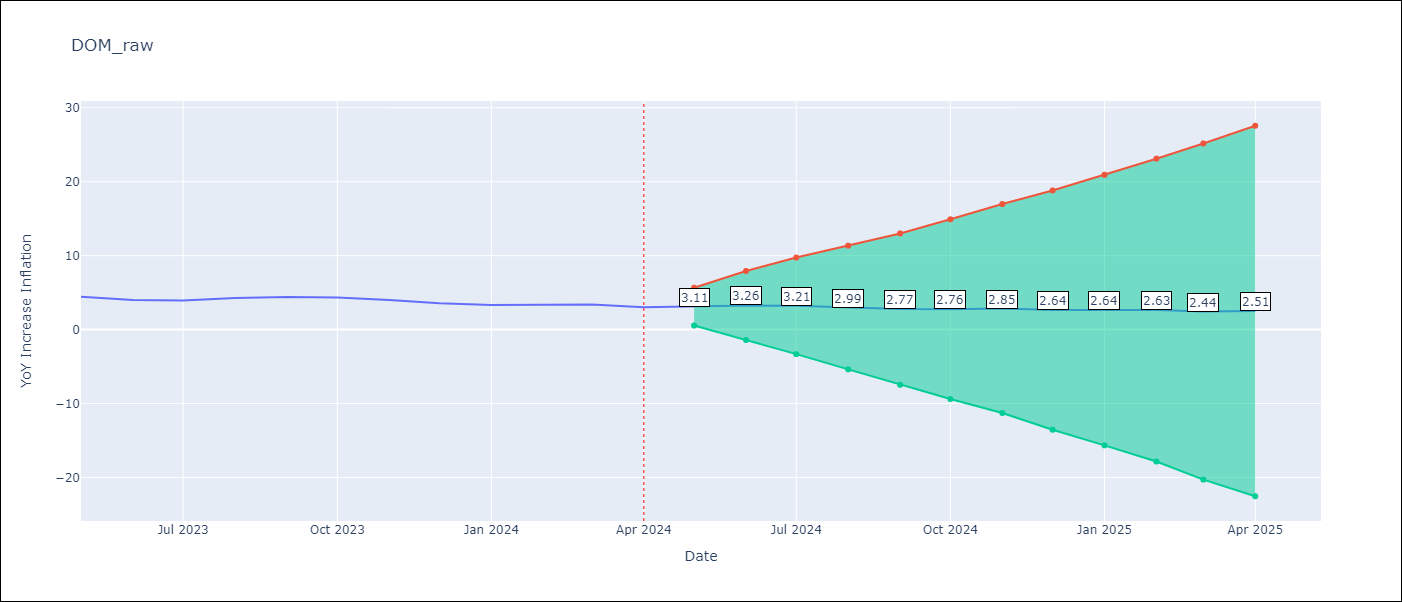 DOM_raw
30
20
10
0
−10
−20
YoY Increase Inflation
3.11
3.26
3.21
2.99
2.77
2.76
2.85
2.64
2.64
2.63
2.44
2.51
Jul 2023
Oct 2023
Jan 2024
Apr 2024
Jul 2024
Oct 2024
Jan 2025
Apr 2025
Date